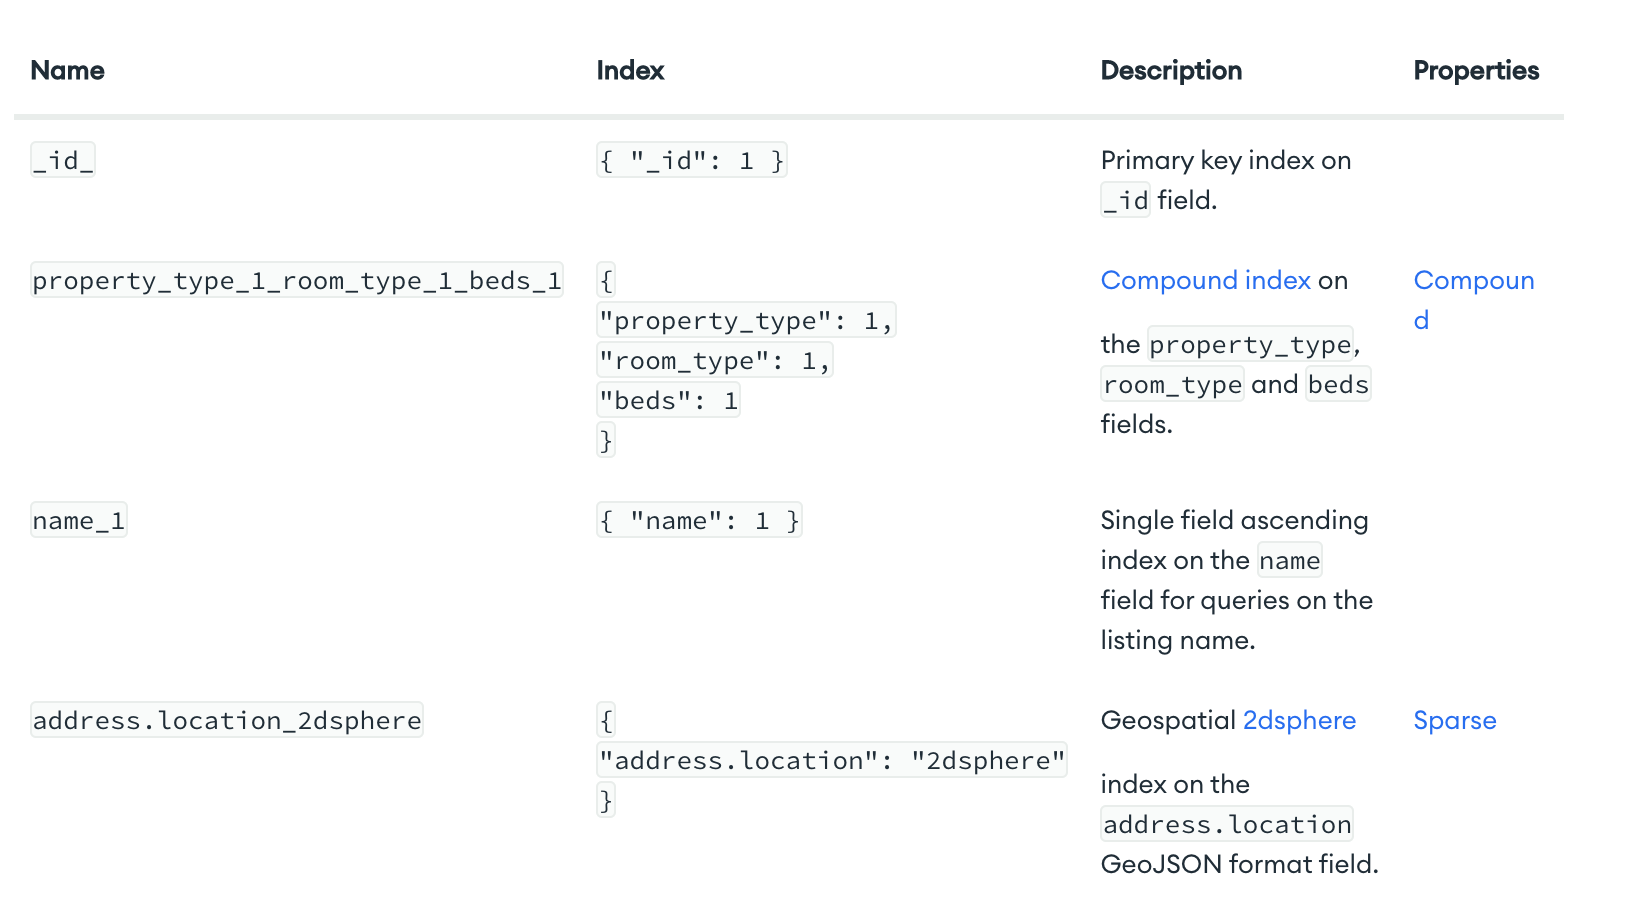 Name Index Description Properties
_id_ { "_id": 1 } Primary key index on
_id field.
property_type_1_room_type_1_beds_1 { Compound index on Compoun
"property_type": 1, d
the property_type,
"room_type": 1,
room_type and beds
"beds": 1
fields.
}
name_1 { "name": 1 } Single field ascending
index on the name
field for queries on the
listing name.
address.location_2dsphere { Geospatial 2dsphere Sparse
"address.location": "2dsphere"
index on the
}
address.location
GeoJSON format field.